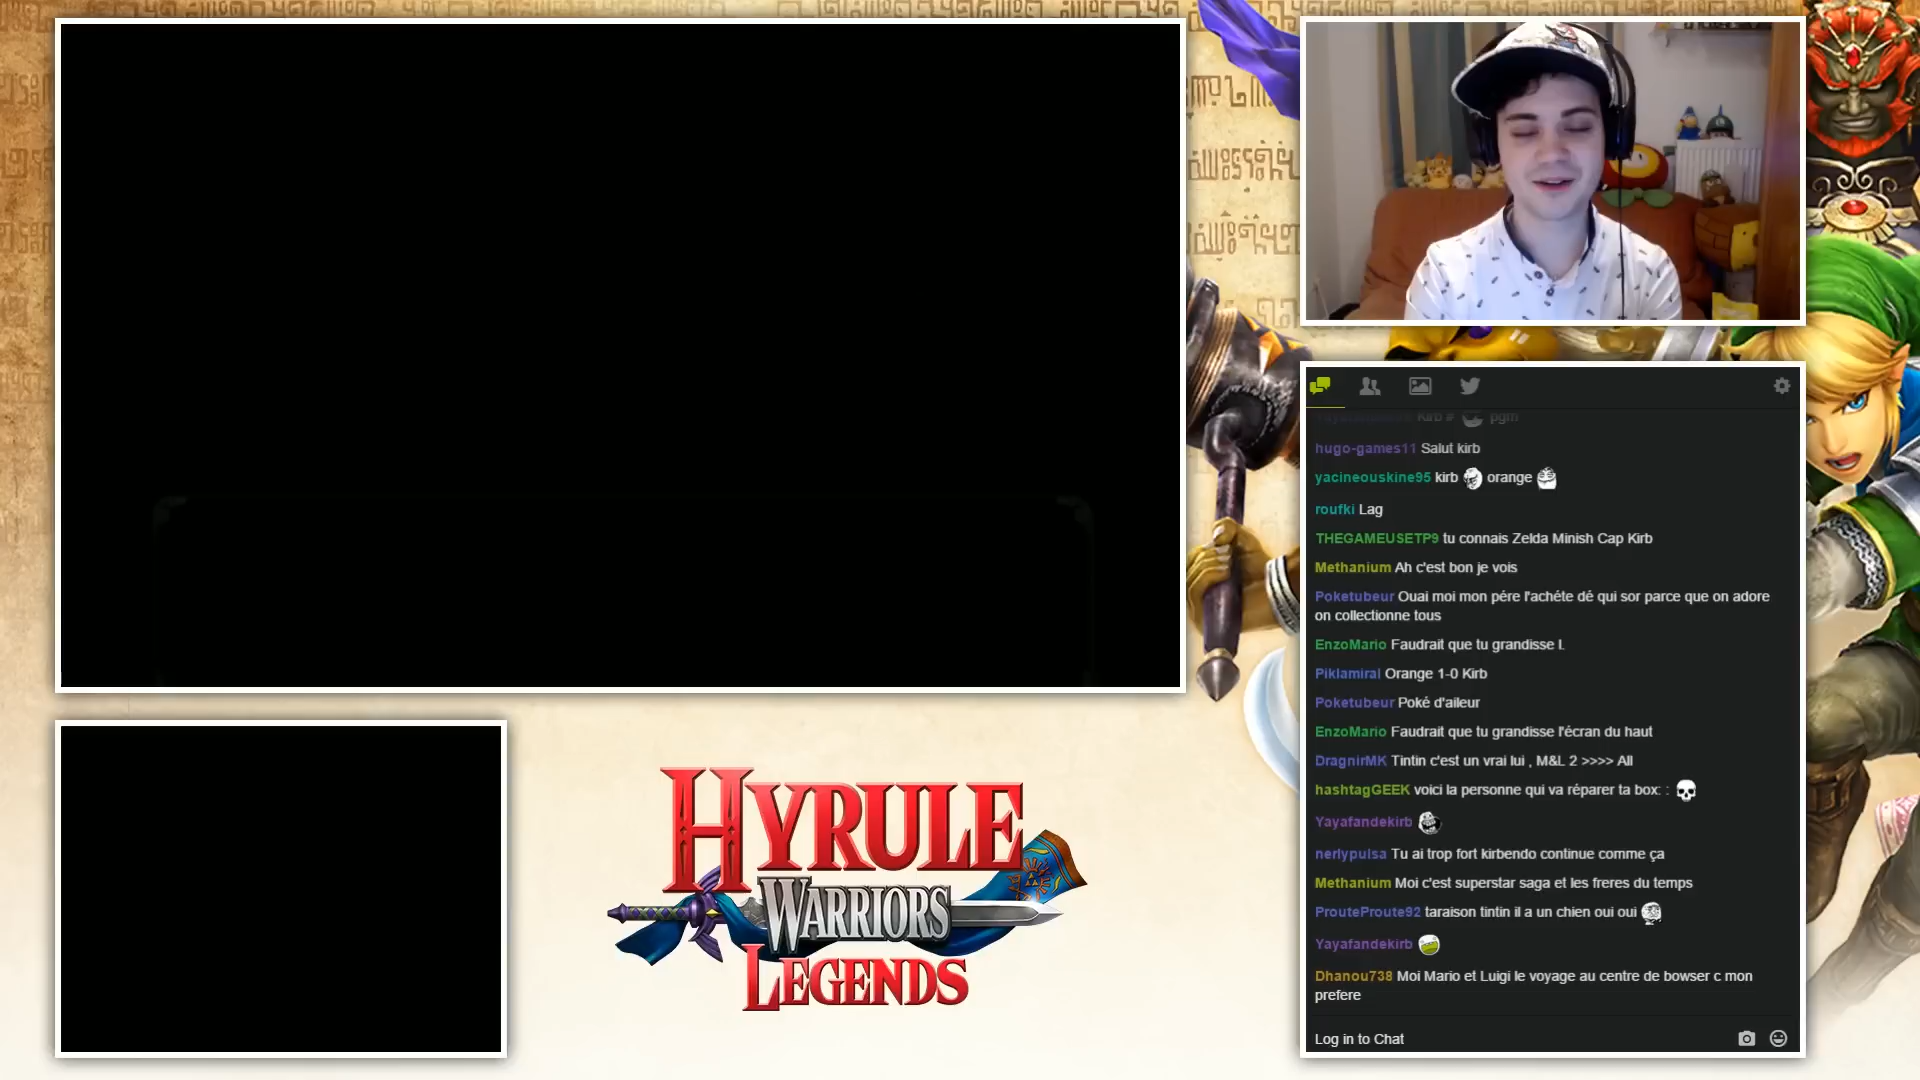 HYRULE
WARRIORS
LEGENDS
Kirb # pgm
hugo-games11 Salut kirb
yacineouskine95 kirb orange
roufki Lag
THEGAMEUSETP9 tu connais Zelda Minish Cap Kirb
Methanium Ah c'est bon je vois
Poketubeur Ouai moi mon pére l'achéte dé qui sor parce que on adore
on collectionne tous
EnzoMario Faudrait que tu grandisse l.
Piklamiral Orange 1-0 Kirb
Poketubeur Poké d'aileur
EnzoMario Faudrait que tu grandisse l'écran du haut
DragnirMK Tintin c'est un vrai lui , M&L 2 >>>> All
hashtagGEEK voici la personne qui va réparer ta box: :
Yayafandekirb
nerlypulsa Tu ai trop fort kirbendo continue comme ça
Methanium Moi c'est superstar saga et les freres du temps
ProuteProute92 taraison tintin il a un chien oui oui
Yayafandekirb
Dhanou738 Moi Mario et Luigi le voyage au centre de bowser c mon
prefere
Log in to Chat